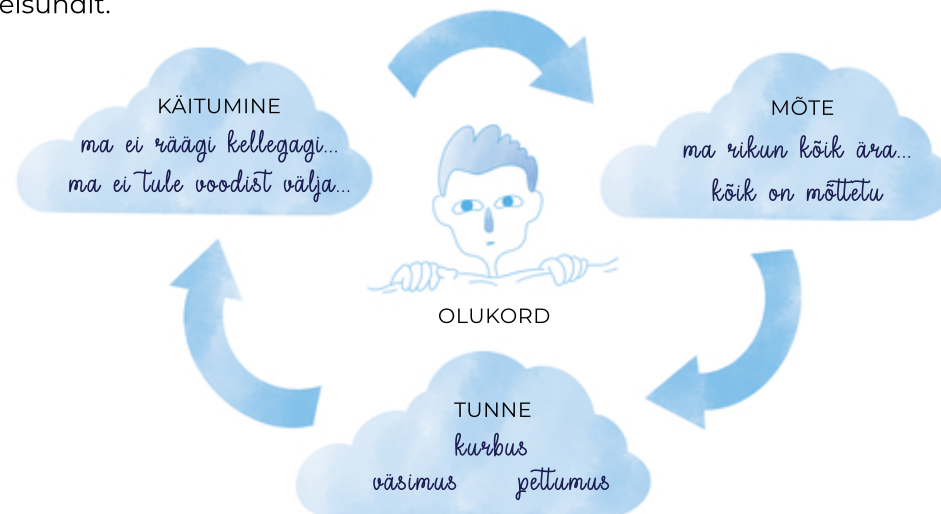 eisundit.
KÄITUMINE
ma ei räägi kellegagi...
ma ei tule voodist välja...
MÕTE
ma rikun kõik ära...
kõik on mõttetu
OLUKORD
TUNNE
kurbus
väsimus pettumus